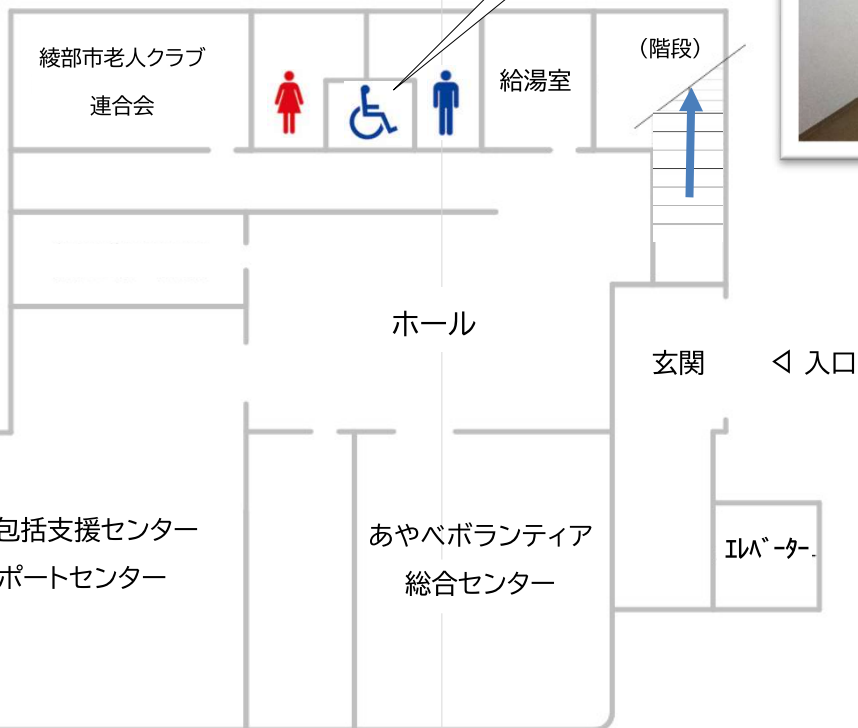 綾部市老人クラブ
連合会
給湯室
（階段）
ホール
玄関
◁ 入口
包括支援センター
ポートセンター
あやべボランティア
総合センター
ｴﾚﾍﾞｰﾀｰ